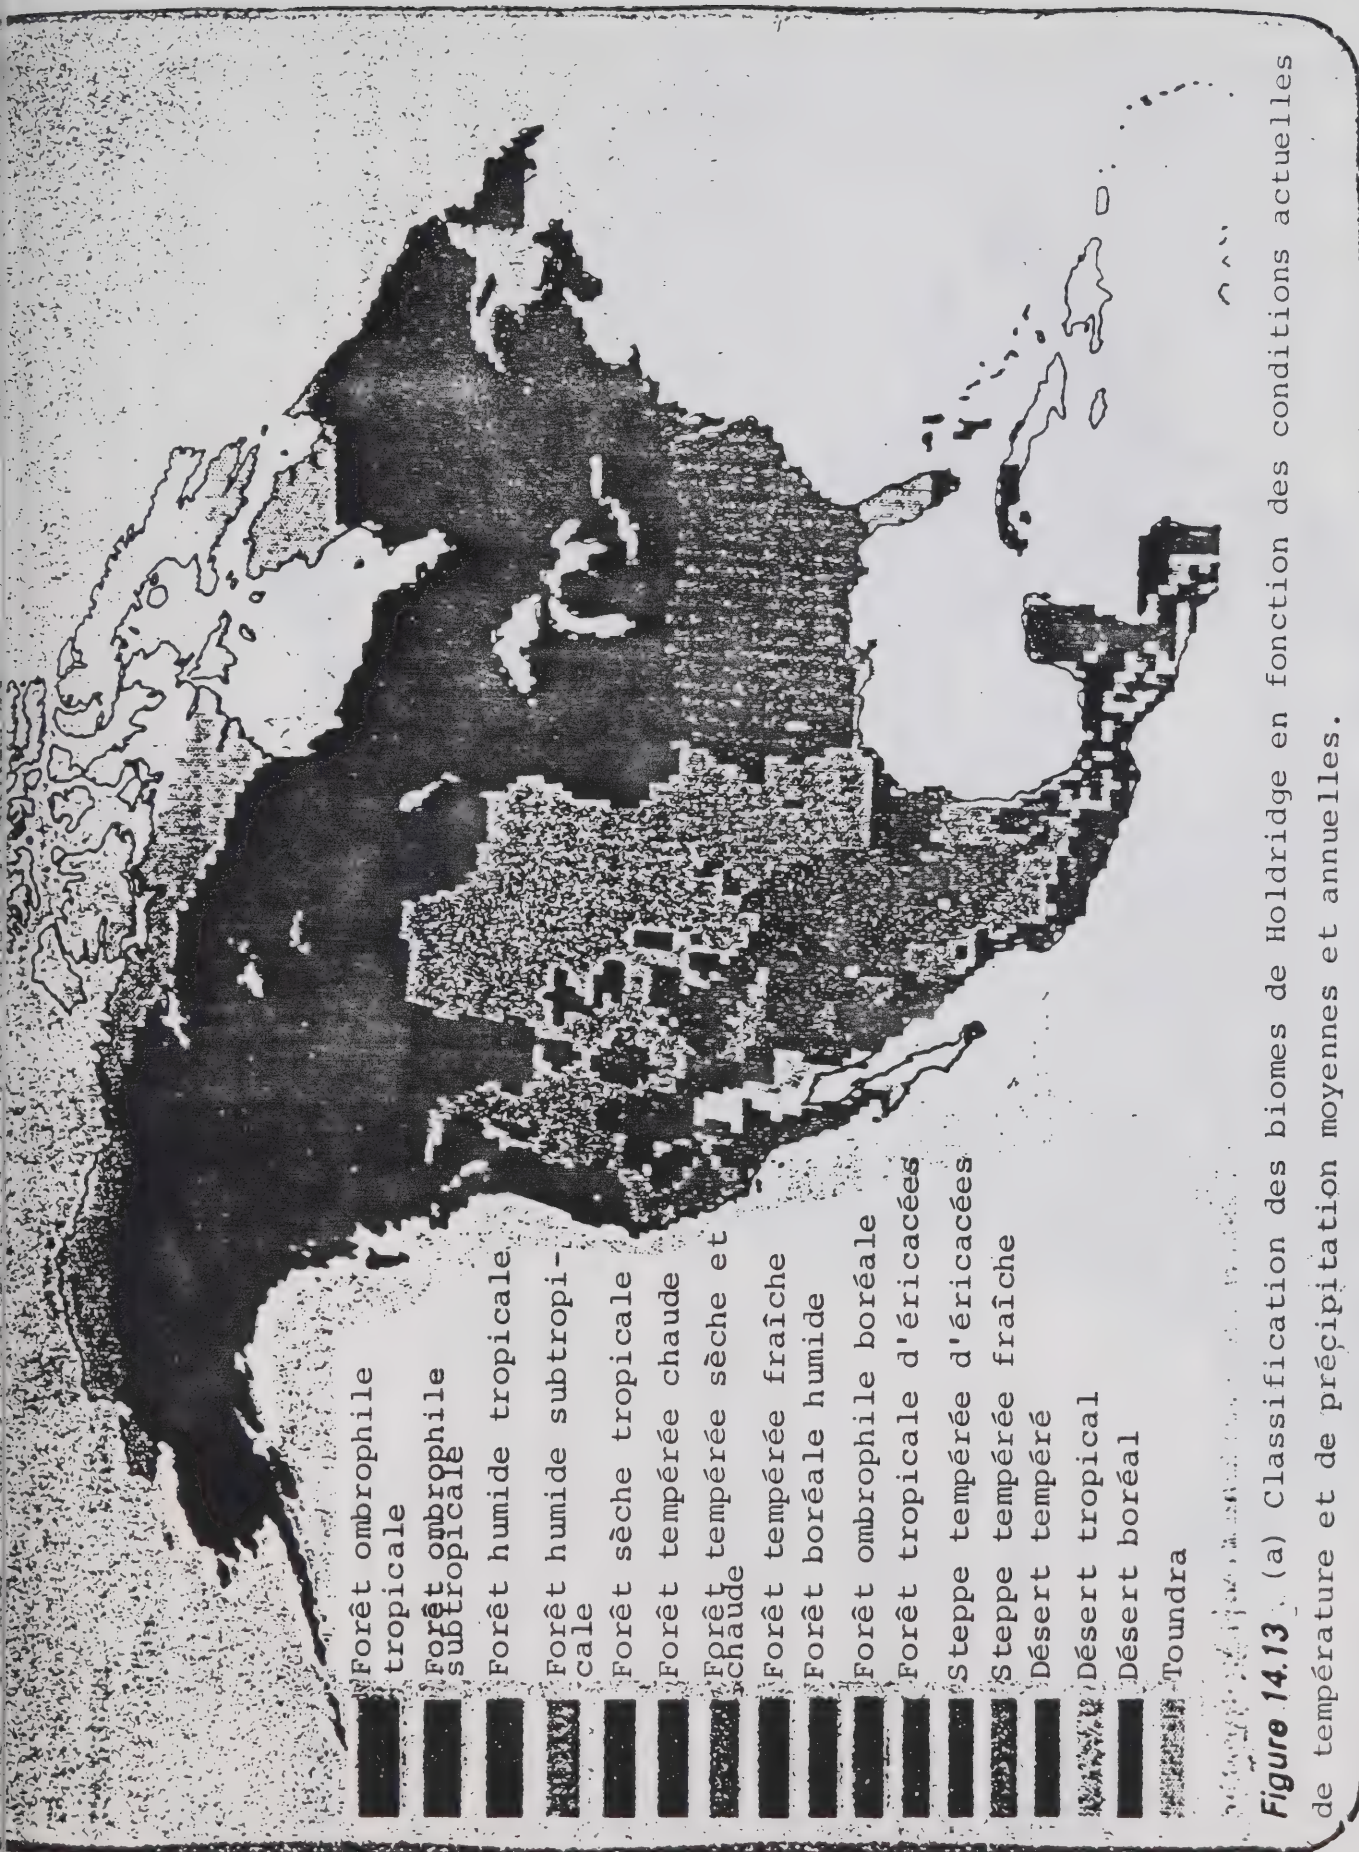 Forêt ombrophile
tropicale
Forêt ombrophile
subtropicale
Forêt humide tropicale
Forêt humide subtropi-
cale
Forêt sèche tropicale
Forêt tempérée chaude
Forêt tempérée sèche et
chaude
Forêt tempérée fraîche
Forêt boréale humide
Forêt ombrophile boréale
Forêt tropicale d'éricacées
Steppe tempérée d'éricacées
Steppe tempérée fraîche
Désert tempéré
Désert tropical
Désert boréal
Toundra
Figure 14.13 (a) Classification des biomes de Holdridge en fonction des conditions actuelles
de température et de précipitation moyennes et annuelles.